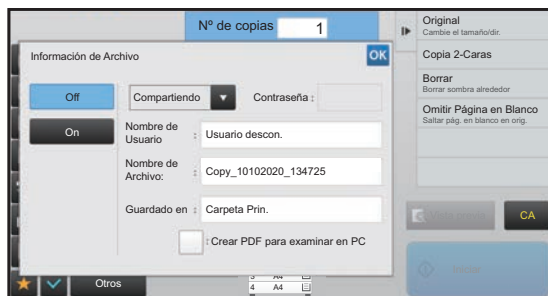 Nº de copias 1
Información de Archivo
OK
Off
On
Compartiendo
Contraseña :
Nombre de
Usuario
: Usuario descon.
Nombre de
Archivo:
: Copy_10102020_134725
Guardado en : Carpeta Prin.
: Crear PDF para examinar en PC
Otros
4 A4
Original
Cambie el tamaño/dir.
Copia 2-Caras
Borrar
Borrar sombra alrededor
Omitir Página en Blanco
Saltar pág. en blanco en orig.
CA